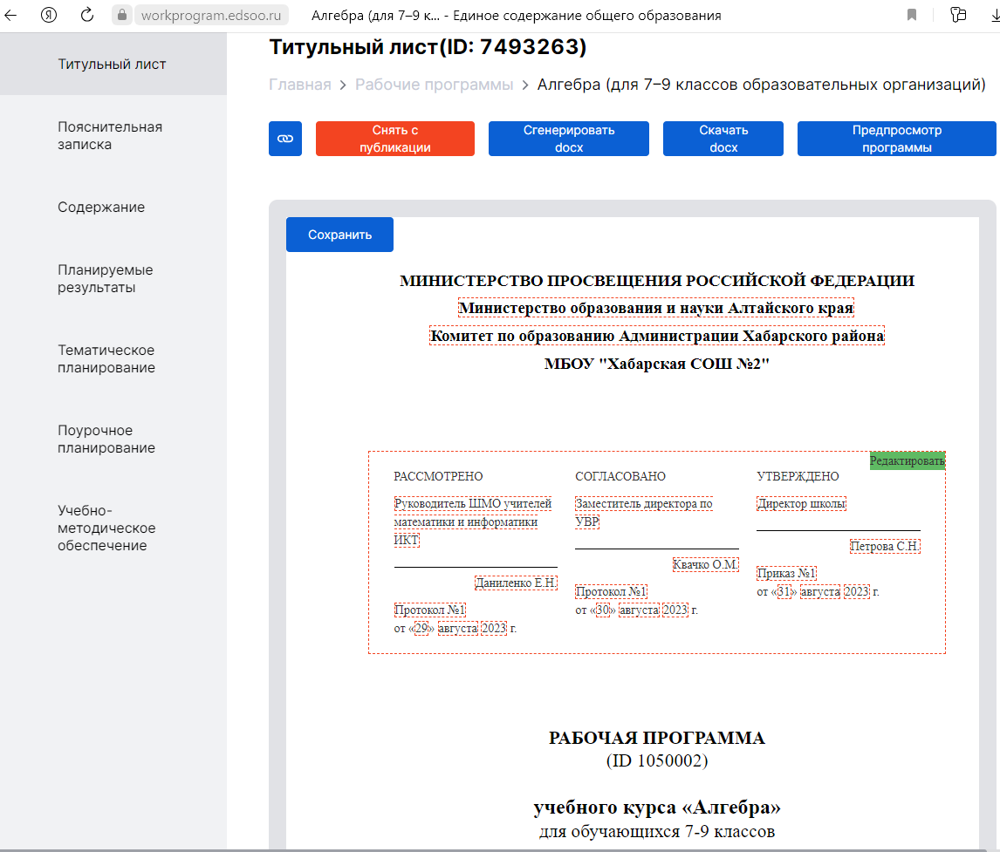 workprogram.edsoo.ru Алгебра (для 7–9 к... - Единое содержание общего образования
Титульный лист
Пояснительная
записка
Содержание
Планируемые
результаты
Тематическое
планирование
Поурочное
планирование
Учебно-
методическое
обеспечение
Титульный лист(ID: 7493263)
Главная > Рабочие программы > Алгебра (для 7–9 классов образовательных организаций)
Снять с
публикации
Сгенерировать
docx
Скачать
docx
Предпросмотр
программы
Сохранить
МИНИСТЕРСТВО ПРОСВЕЩЕНИЯ РОССИЙСКОЙ ФЕДЕРАЦИИ
Министерство образования и науки Алтайского края
Комитет по образованию Администрации Хабарского района
МБОУ "Хабарская СОШ №2"
Редактировать
РАССМОТРЕНО
Руководитель ШМО учителей
математики и информатики
ИКТ
Даниленко Е.Н.
Протокол №1
от «29» августа 2023 г.
СОГЛАСОВАНО
Заместитель директора по
УВР
Квачко О.М.
Протокол №1
от «30» августа 2023 г.
УТВЕРЖДЕНО
Директор школы
Петрова С.Н.
Приказ №1
от «31» августа 2023 г.
РАБОЧАЯ ПРОГРАММА
(ID 1050002)
учебного курса «Алгебра»
для обучающихся 7-9 классов